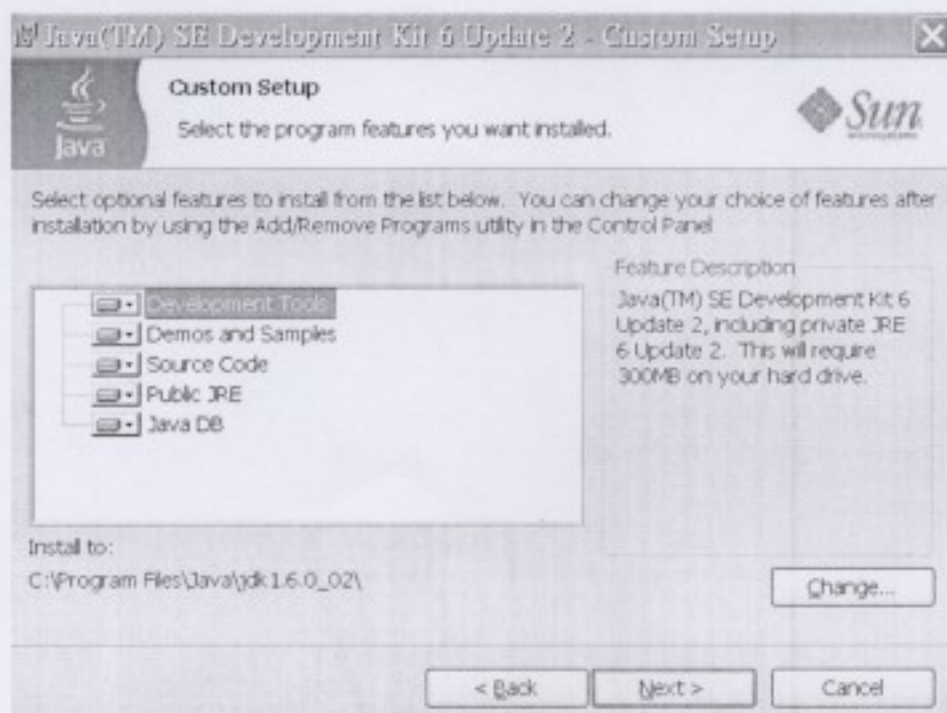 Java(TM) SE Development Kit 6 Update 2 - Custom Setup
Java
Custom Setup
Select the program features you want installed.
Sun
microsystems
Select optional features to install from the list below. You can change your choice of features after
installation by using the Add/Remove Programs utility in the Control Panel
Development Tools
Demos and Samples
Source Code
Public JRE
Java DB
Feature Description
Java(TM) SE Development Kit 6
Update 2, including private JRE
6 Update 2. This will require
300MB on your hard drive.
Install to:
C:\Program Files\Java\jdk1.6.0_02\
Change...
< Back
Next >
Cancel